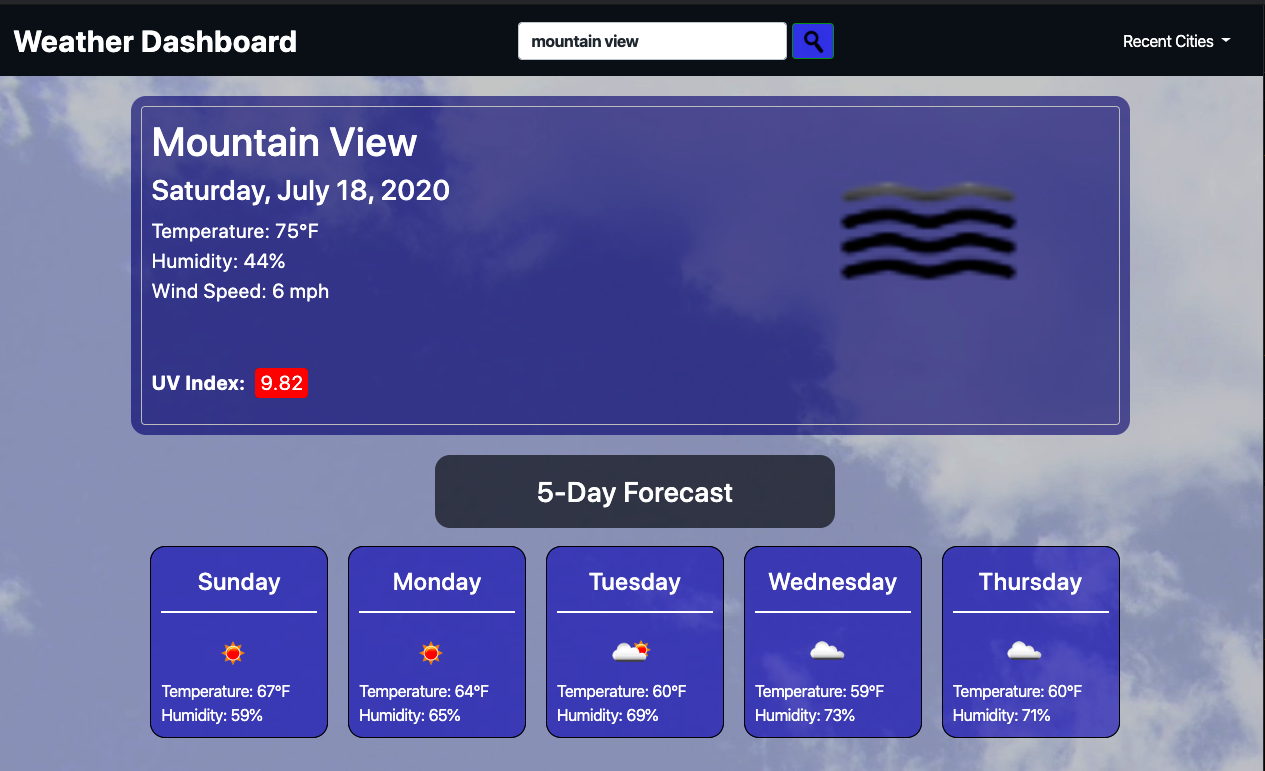 Weather Dashboard
mountain view
Recent Cities
Mountain View
Saturday, July 18, 2020
Temperature: 75°F
Humidity: 44%
Wind Speed: 6 mph
UV Index: 9.82
5-Day Forecast
Sunday
Temperature: 67°F
Humidity: 59%
Monday
Temperature: 64°F
Humidity: 65%
Tuesday
Temperature: 60°F
Humidity: 69%
Wednesday
Temperature: 59°F
Humidity: 73%
Thursday
Temperature: 60°F
Humidity: 71%